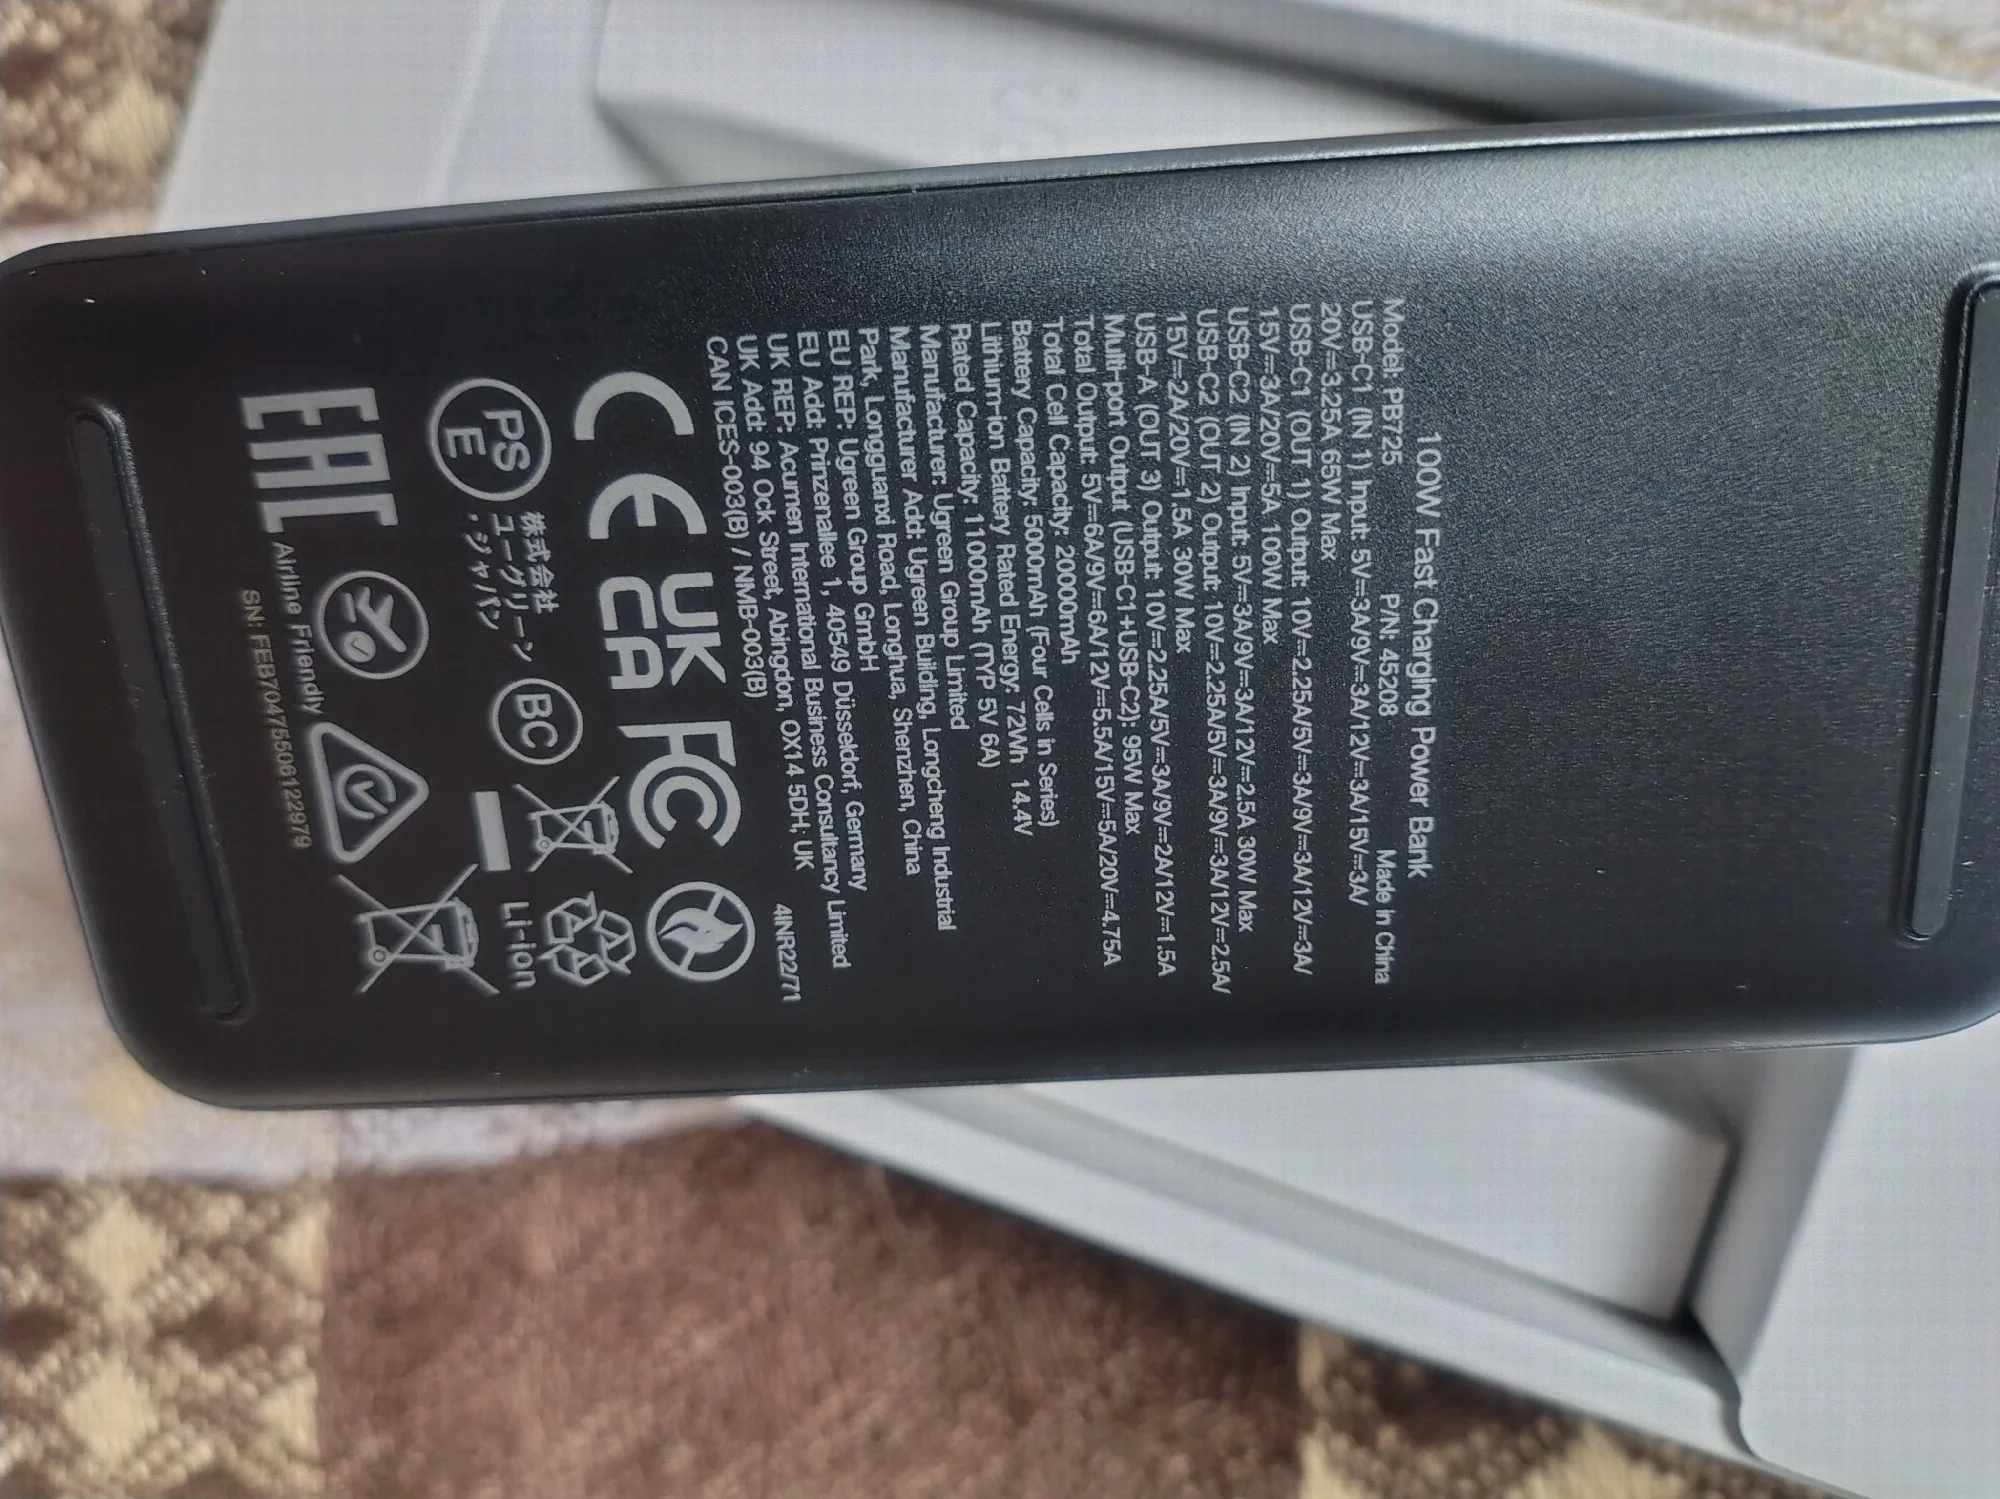 100W Fast Charging Power Bank
Model: PB725 P/N: 45208 Made in China
USB-C1 (IN 1) Input: 5V⎓3A/9V⎓3A/12V⎓3A/15V⎓3A/
20V⎓3.25A 65W Max
USB-C1 (OUT 1) Output: 10V⎓2.25A/5V⎓3A/9V⎓3A/12V⎓3A/
15V⎓3A/20V⎓5A 100W Max
USB-C2 (IN 2) Input: 5V⎓3A/9V⎓3A/12V⎓2.5A 30W Max
USB-C2 (OUT 2) Output: 10V⎓2.25A/5V⎓3A/9V⎓3A/12V⎓2.5A/
15V⎓2A/20V⎓1.5A 30W Max
USB-A (OUT 3) Output: 10V⎓2.25A/5V⎓3A/9V⎓2A/12V⎓1.5A
Multi-port Output (USB-C1+USB-C2): 95W Max
Total Output: 5V⎓6A/9V⎓6A/12V⎓5.5A/15V⎓5A/20V⎓4.75A
Total Cell Capacity: 20000mAh
Battery Capacity: 5000mAh (Four Cells in Series)
Lithium-ion Battery Rated Energy: 72Wh 14.4V
Rated Capacity: 11000mAh (TYP 5V 6A)
Manufacturer: Ugreen Group Limited
Manufacturer Add: Ugreen Building, Longcheng Industrial
Park, Longguanxi Road, Longhua, Shenzhen, China
EU REP: Ugreen Group GmbH
EU Add: Prinzenallee 1, 40549 Düsseldorf, Germany
UK REP: Acumen International Business Consultancy Limited
UK Add: 94 Ock Street, Abingdon, OX14 5DH, UK
CAN ICES-003(B) / NMB-003(B) 4INR22/71
CE UK CA FC
PS E 株式会社
ユーグリーン
・ジャパン
BC
Li-ion
EAC Airline Friendly
SN: FEB7047550612297​9